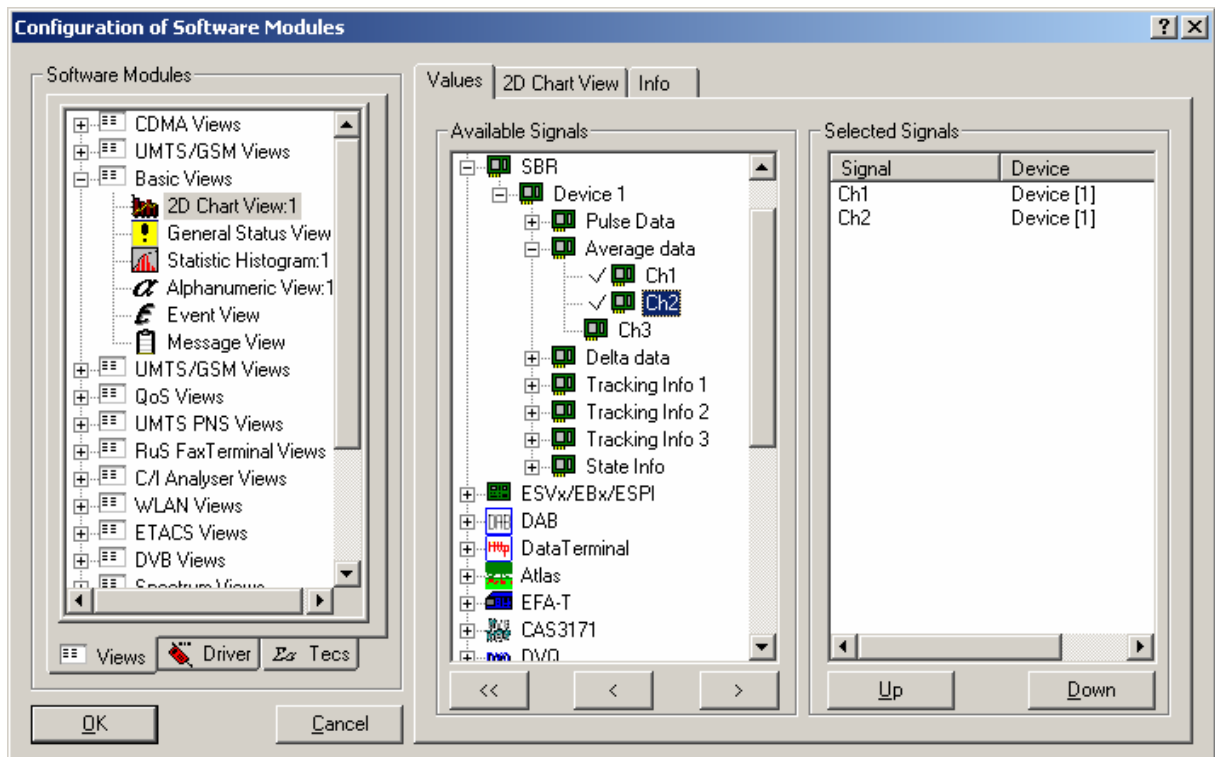 Configuration of Software Modules
Software Modules
CDMA Views
UMTS/GSM Views
Basic Views
2D Chart View:1
General Status View
Statistic Histogram:1
Alphanumeric View:1
Event View
Message View
UMTS/GSM Views
QoS Views
UMTS PNS Views
RuS FaxTerminal Views
C/I Analyser Views
WLAN Views
ETACS Views
DVB Views
Spectrum Views
Views
Driver
Tecs
OK
Cancel
Values
2D Chart View
Info
Available Signals
SBR
Device 1
Pulse Data
Average data
Ch1
Ch2
Ch3
Delta data
Tracking Info 1
Tracking Info 2
Tracking Info 3
State Info
ESVx/EBx/ESPI
DAB
DataTerminal
Atlas
EFA-T
CAS3171
DVQ
<<
<
>
Selected Signals
Signal Device
Ch1 Device [1]
Ch2 Device [1]
Up
Down